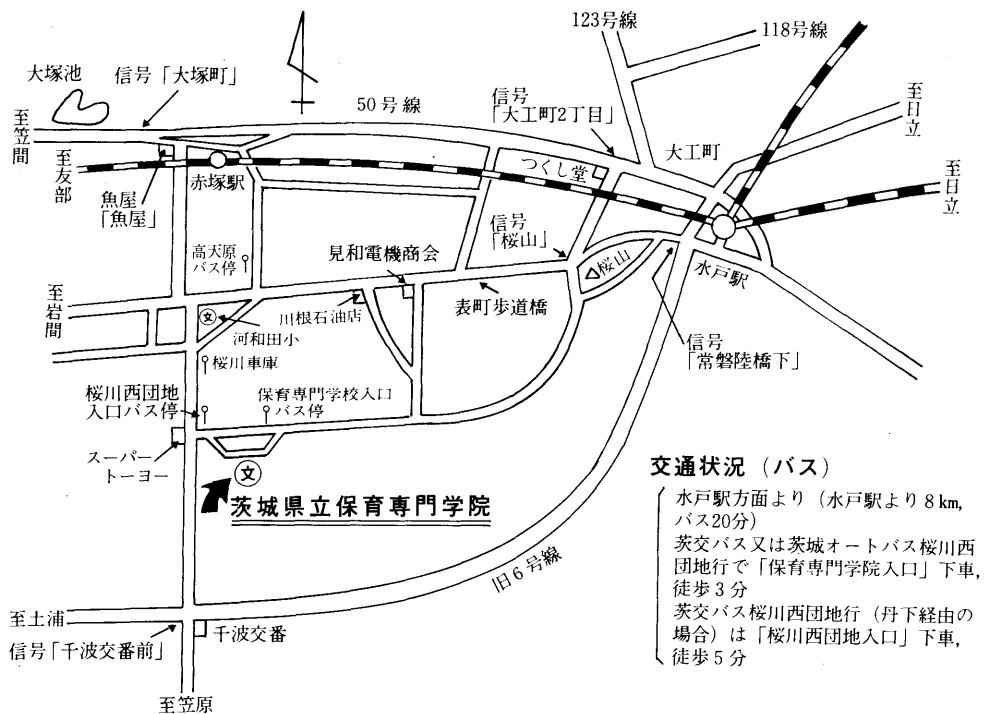 123号線
118号線
大塚池
信号「大塚町」
50号線
信号
「大工町2丁目」
至笠間
至友部
至日立
大工町
至日立
つくし堂
赤塚駅
魚屋
「魚屋」
信号
「桜山」
高天原
バス停
見和電機商会
桜山
水戸駅
至岩間
川根石油店
表町歩道橋
河和田小
文
信号
「常磐陸橋下」
桜川車庫
桜川西団地
入口バス停
保育専門学校入口
バス停
スーパー
トーヨー
文
茨城県立保育専門学院
旧6号線
至土浦
千波交番
信号「千波交番前」
至笠原
交通状況（バス）
水戸駅方面より（水戸駅より8km,
バス20分）
茨交バス又は茨城オートバス桜川西
団地行で「保育専門学院入口」下車,
徒歩3分
茨交バス桜川西団地行（丹下経由の
場合）は「桜川西団地入口」下車,
徒歩5分